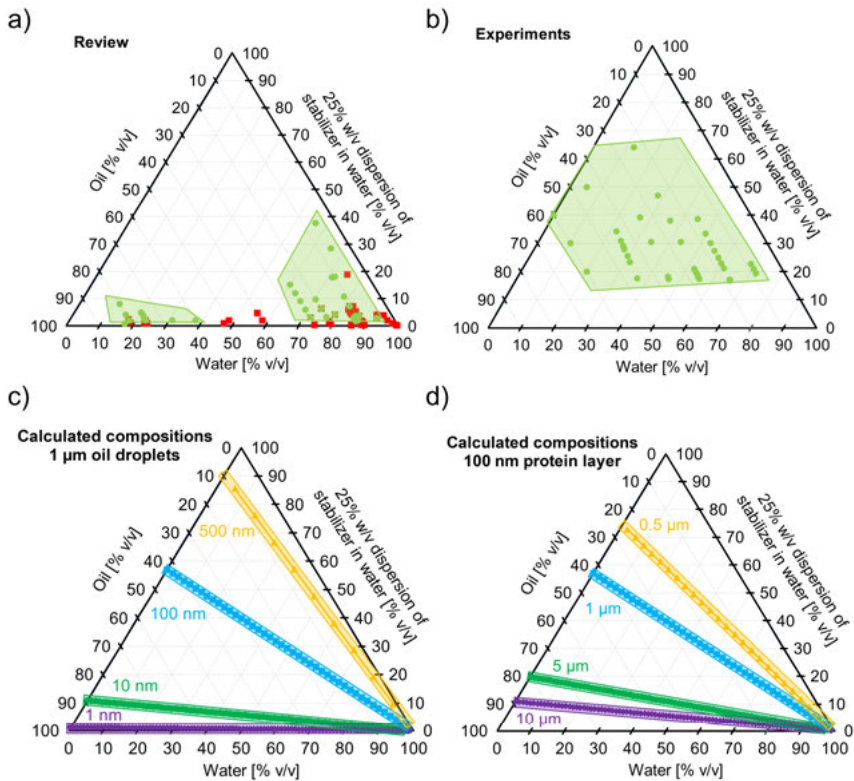 a)
Review
0 100
10 90
20 80
30 70
40 60
50 50
60 40
70 30
80 20
90 10
100 0
Oil [% v/v]
25% w/v dispersion of
stabilizer in water [% v/v]
0 10 20 30 40 50 60 70 80 90 100
Water [% v/v]
b)
Experiments
0 100
10 90
20 80
30 70
40 60
50 50
60 40
70 30
80 20
90 10
100 0
Oil [% v/v]
25% w/v dispersion of
stabilizer in water [% v/v]
0 10 20 30 40 50 60 70 80 90 100
Water [% v/v]
c)
Calculated compositions
1 µm oil droplets
0 100
10 90
20 80
30 70
40 60
50 50
60 40
70 30
80 20
90 10
100 0
Oil [% v/v]
25% w/v dispersion of
stabilizer in water [% v/v]
500 nm
100 nm
10 nm
1 nm
0 10 20 30 40 50 60 70 80 90 100
Water [% v/v]
d)
Calculated compositions
100 nm protein layer
0 100
10 90
20 80
30 70
40 60
50 50
60 40
70 30
80 20
90 10
100 0
Oil [% v/v]
25% w/v dispersion of
stabilizer in water [% v/v]
0.5 µm
1 µm
5 µm
10 µm
0 10 20 30 40 50 60 70 80 90 100
Water [% v/v]